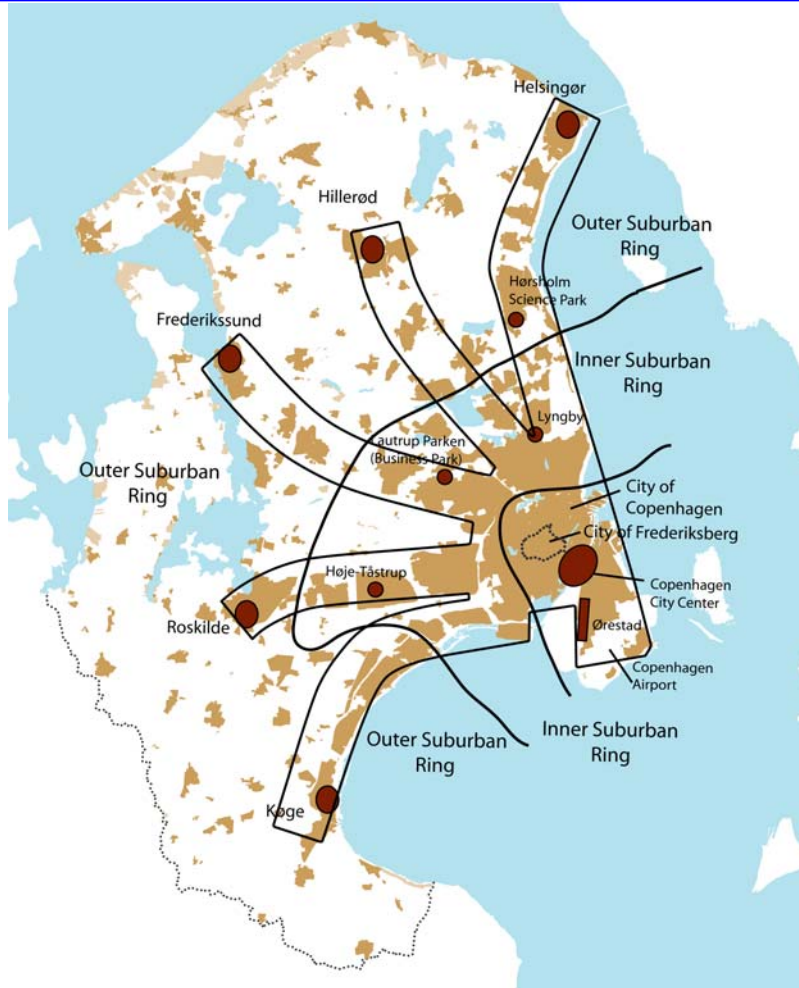 Helsingør
Hillerød
Outer Suburban
Ring
Hørsholm
Science Park
Frederikssund
Inner Suburban
Ring
Lyngby
Lautrup Parken
(Business Park)
Outer Suburban
Ring
City of
Copenhagen
City of Frederiksberg
Høje-Tåstrup
Copenhagen
City Center
Roskilde
Ørestad
Copenhagen
Airport
Outer Suburban
Ring
Inner Suburban
Ring
Køge